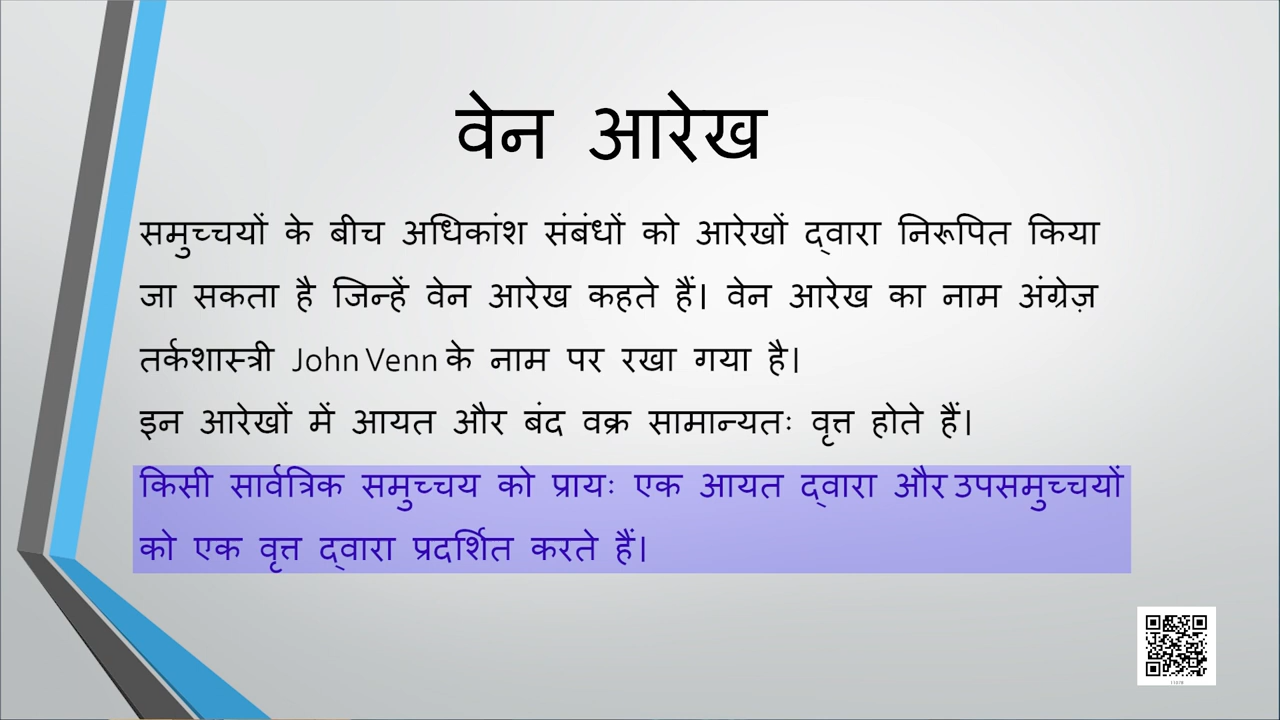 वेन आरेख
समुच्चयों के बीच अधिकांश संबंधों को आरेखों द्वारा निरूपित किया
जा सकता है जिन्हें वेन आरेख कहते हैं। वेन आरेख का नाम अंग्रेज़
तर्कशास्त्री John Venn के नाम पर रखा गया है।
इन आरेखों में आयत और बंद वक्र सामान्यतः वृत्त होते हैं।
किसी सार्वत्रिक समुच्चय को प्रायः एक आयत द्वारा और उपसमुच्चयों
को एक वृत्त द्वारा प्रदर्शित करते हैं।